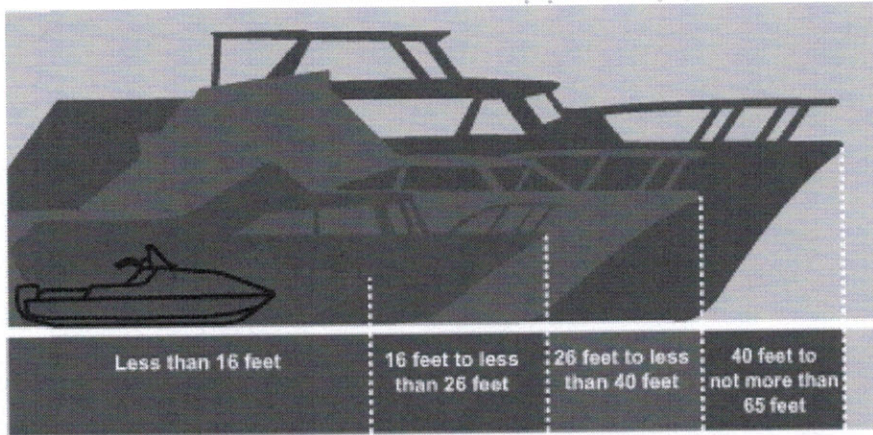 Less than 16 feet
16 feet to less
than 26 feet
26 feet to less
than 40 feet
40 feet to
not more than
65 feet